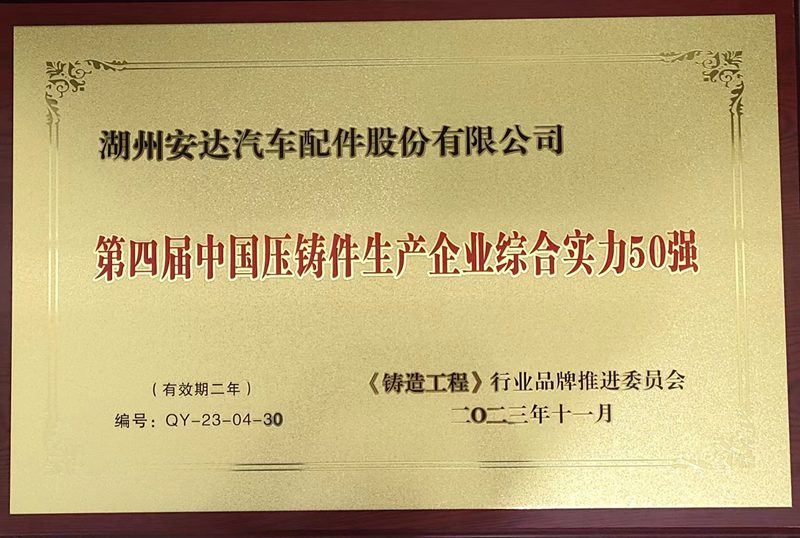 湖州安达汽车配件股份有限公司
第四届中国压铸件生产企业综合实力50强
（有效期二年）
编号：QY-23-04-30
《铸造工程》行业品牌推进委员会
二〇二三年十一月